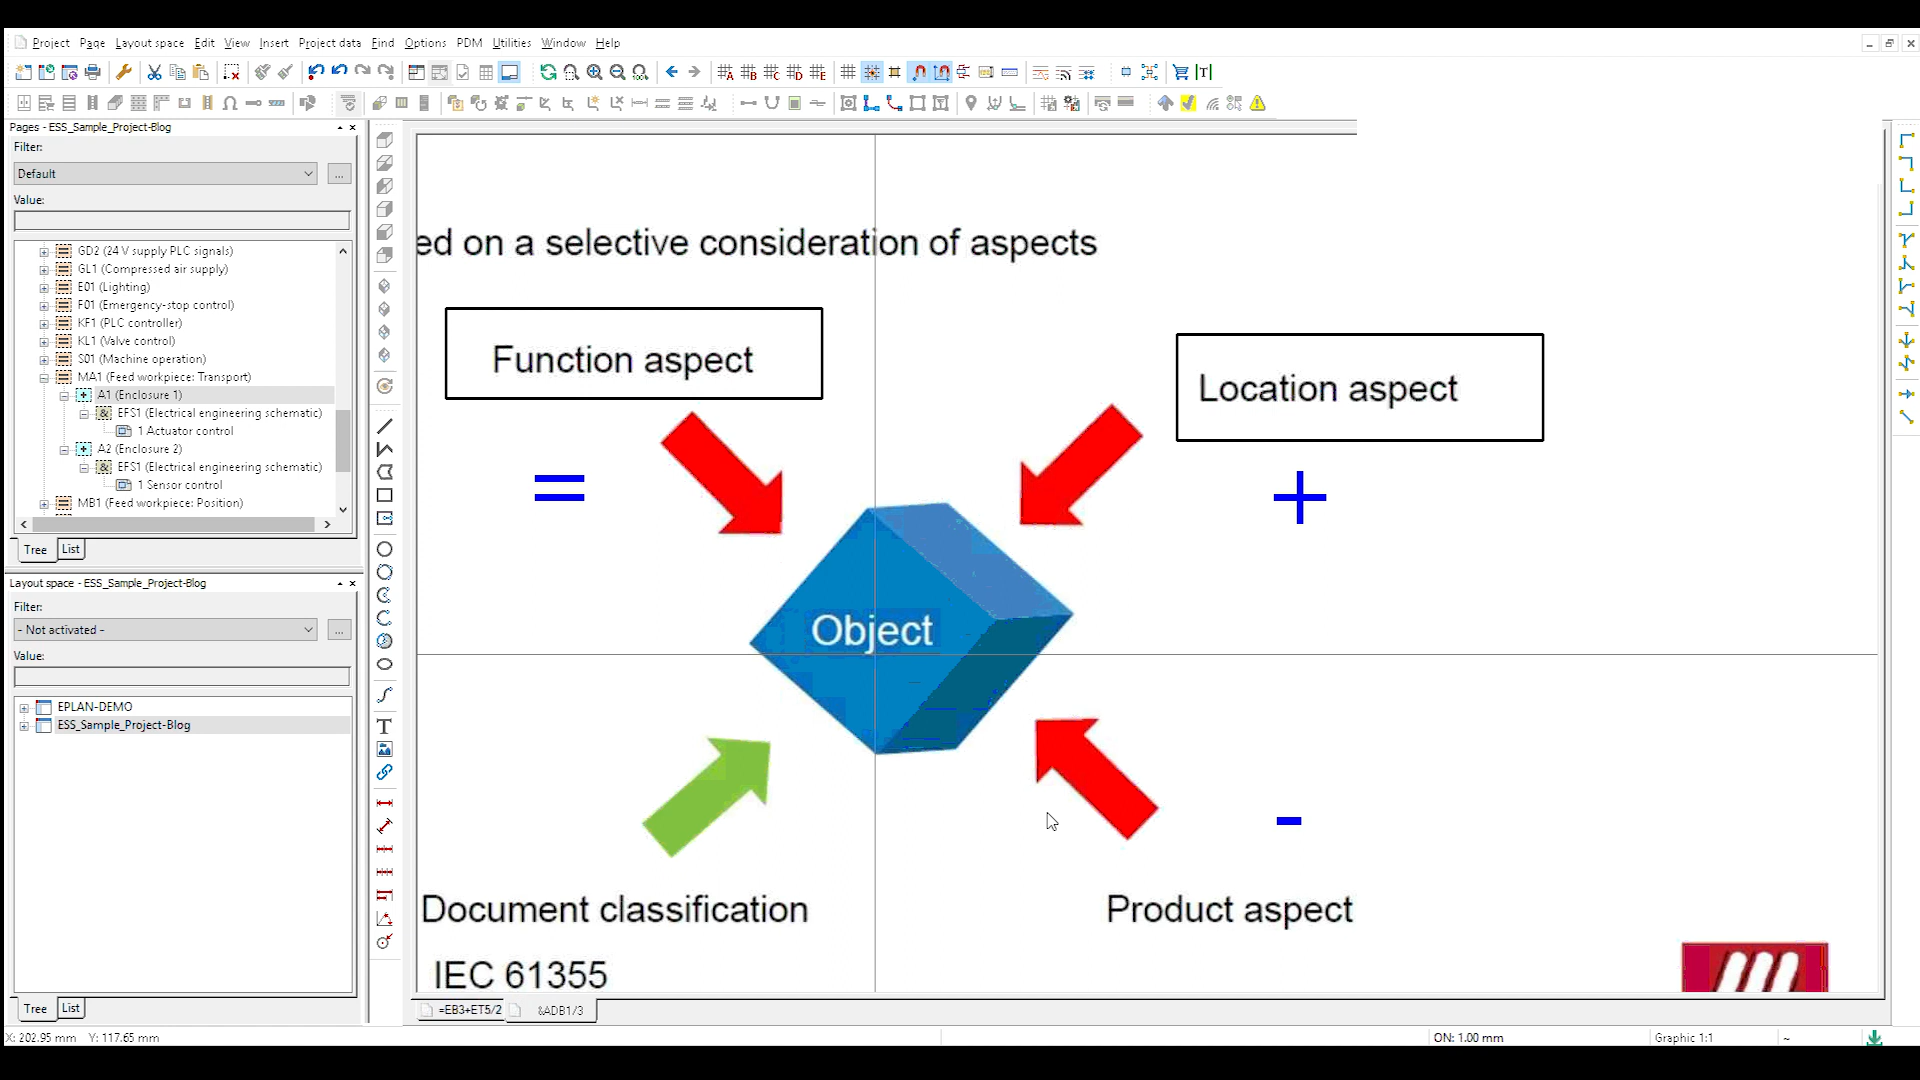 Project Page Layout space Edit View Insert Project data Find Options PDM Utilities Window Help
Pages - ESS_Sample_Project-Blog
Filter:
Default
...
Value:
GD2 (24 V supply PLC signals)
GL1 (Compressed air supply)
E01 (Lighting)
F01 (Emergency-stop control)
KF1 (PLC controller)
KL1 (Valve control)
S01 (Machine operation)
MA1 (Feed workpiece: Transport)
A1 (Enclosure 1)
EFS1 (Electrical engineering schematic)
1 Actuator control
A2 (Enclosure 2)
EFS1 (Electrical engineering schematic)
1 Sensor control
MB1 (Feed workpiece: Position)
Tree List
Layout space - ESS_Sample_Project-Blog
Filter:
- Not activated -
...
Value:
EPLAN-DEMO
ESS_Sample_Project-Blog
Tree List
ed on a selective consideration of aspects
Function aspect
Location aspect
=
+
Object
-
Document classification
Product aspect
IEC 61355
=EB3+ET5/2
&ADB1/3
X: 202.95 mm Y: 117.65 mm
ON: 1.00 mm
Graphic 1:1
~